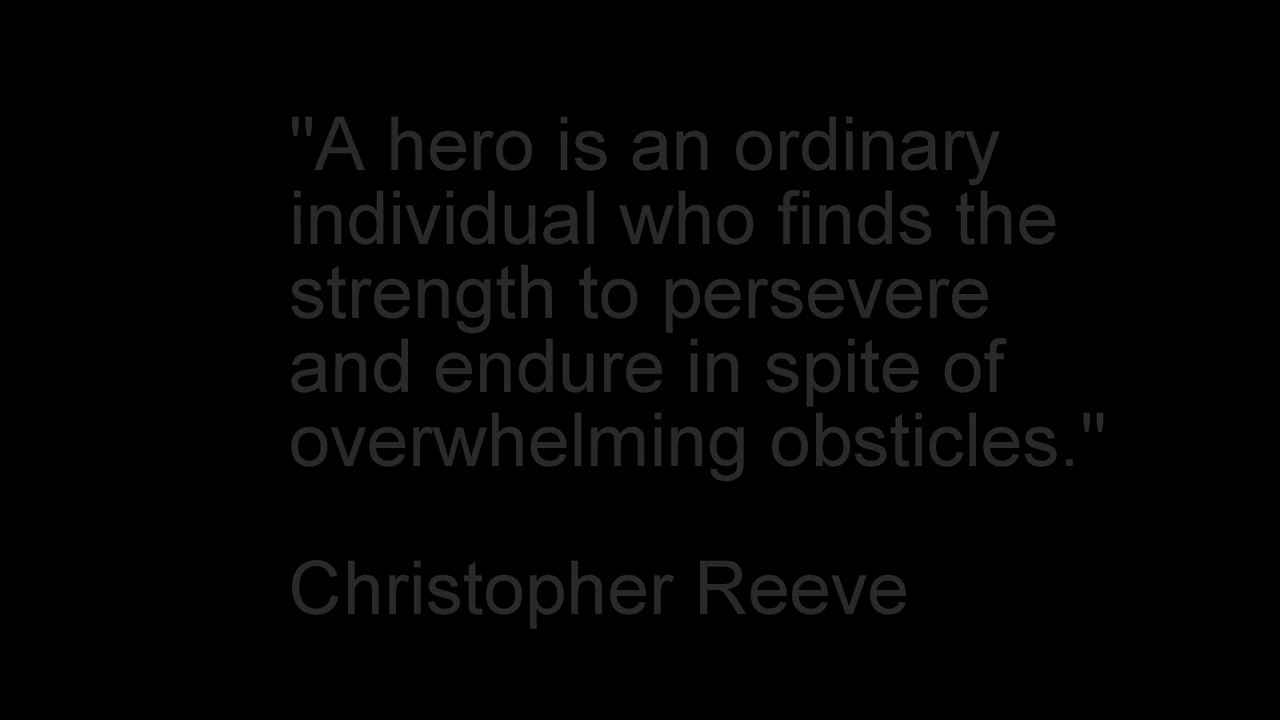 "A hero is an ordinary
individual who finds the
strength to persevere
and endure in spite of
overwhelming obsticles."
Christopher Reeve